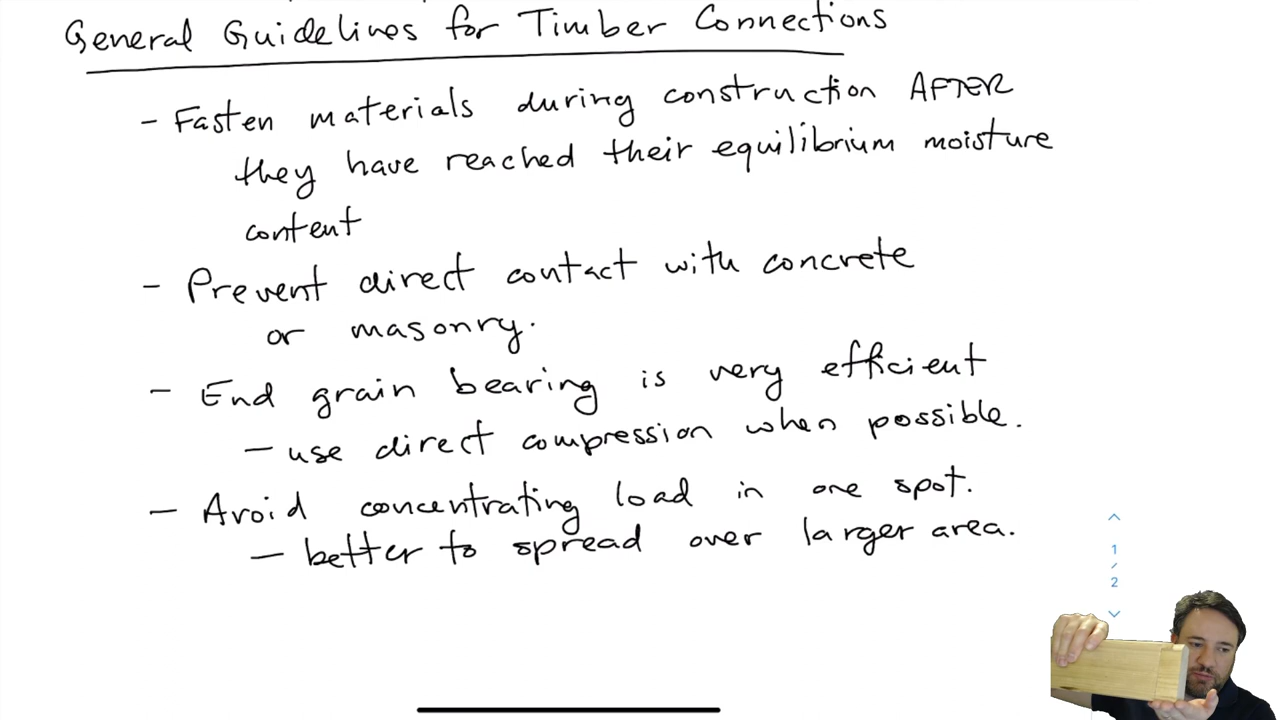 General Guidelines for Timber Connections
- Fasten materials during construction AFTER
they have reached their equilibrium moisture
content
- Prevent direct contact with concrete
or masonry.
- End grain bearing is very efficient
- use direct compression when possible.
- Avoid concentrating load in one spot.
- better to spread over larger area.
1
/
2